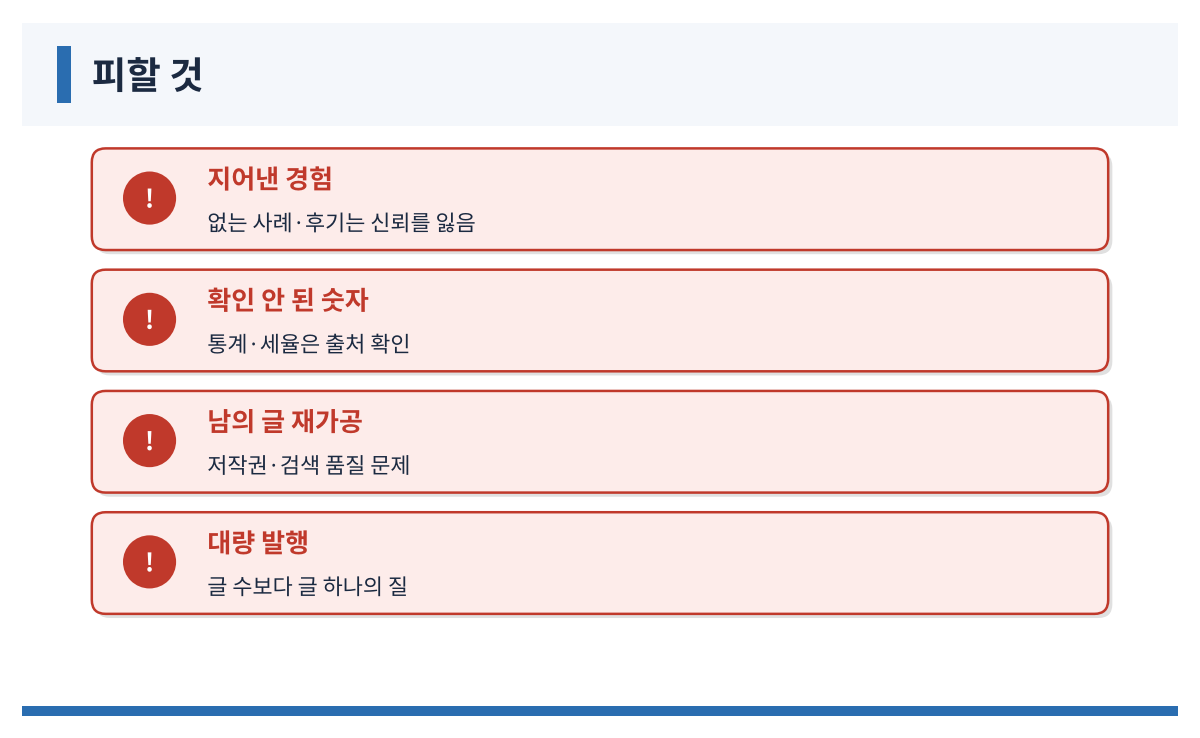 피할 것
!
지어낸 경험
없는 사례·후기는 신뢰를 잃음
!
확인 안 된 숫자
통계·세율은 출처 확인
!
남의 글 재가공
저작권·검색 품질 문제
!
대량 발행
글 수보다 글 하나의 질